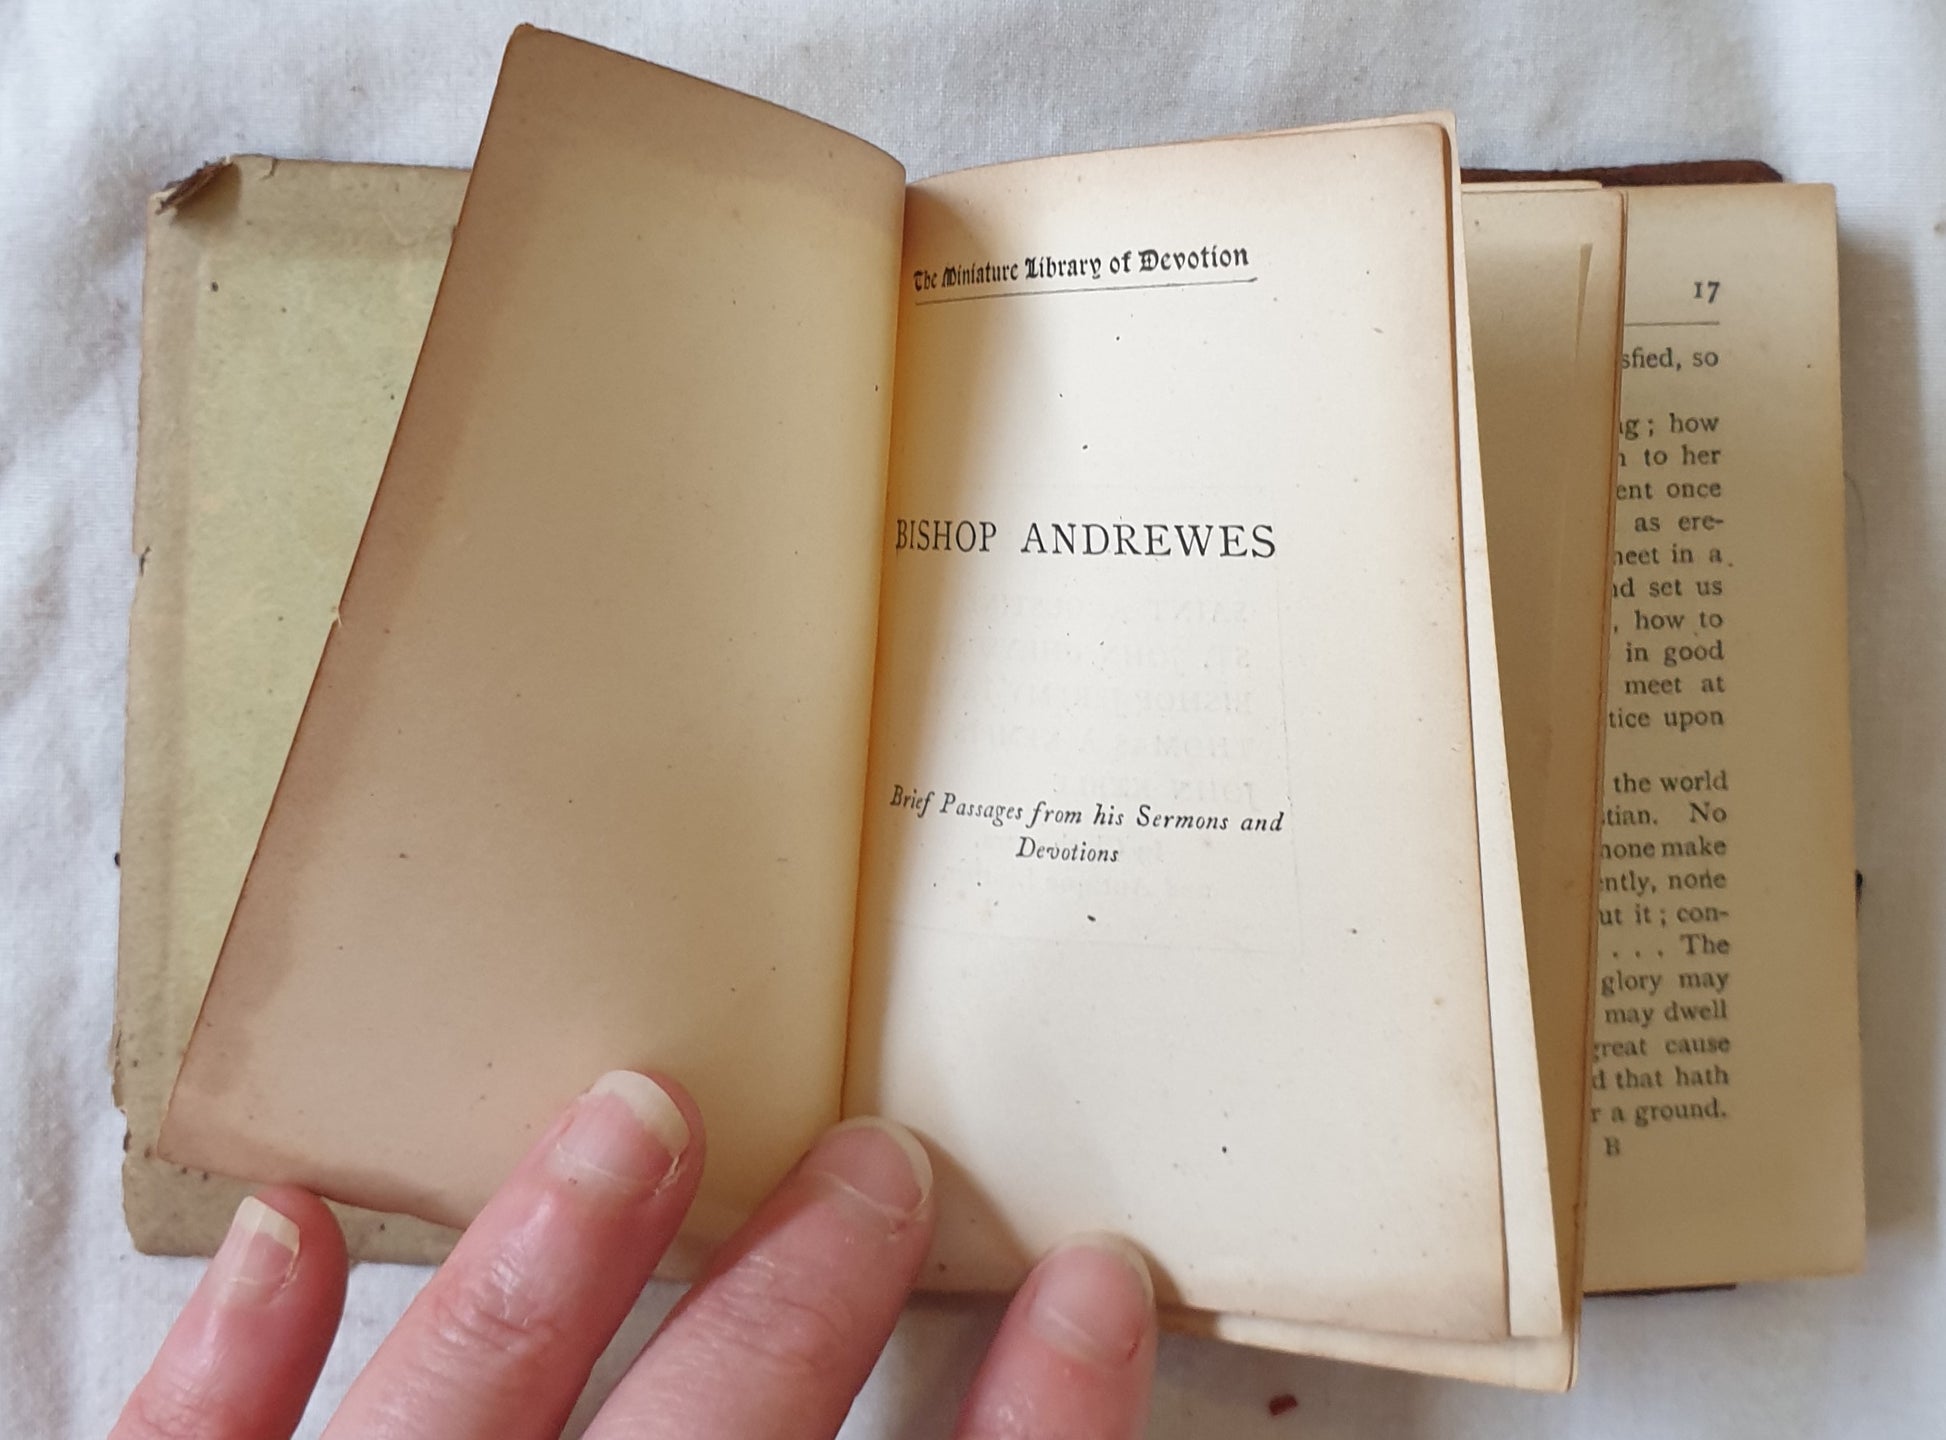 The Miniature Library of Devotion
BISHOP ANDREWES
Brief Passages from his Sermons and
Devotions
17
sfied, so
; how
to her
ent once
as ere-
meet in a
set us
, how to
in good
meet at
tice upon
the world
tian. No
none make
ntly, none
ut it; con-
. . . The
glory may
may dwell
great cause
that hath
a ground.
B